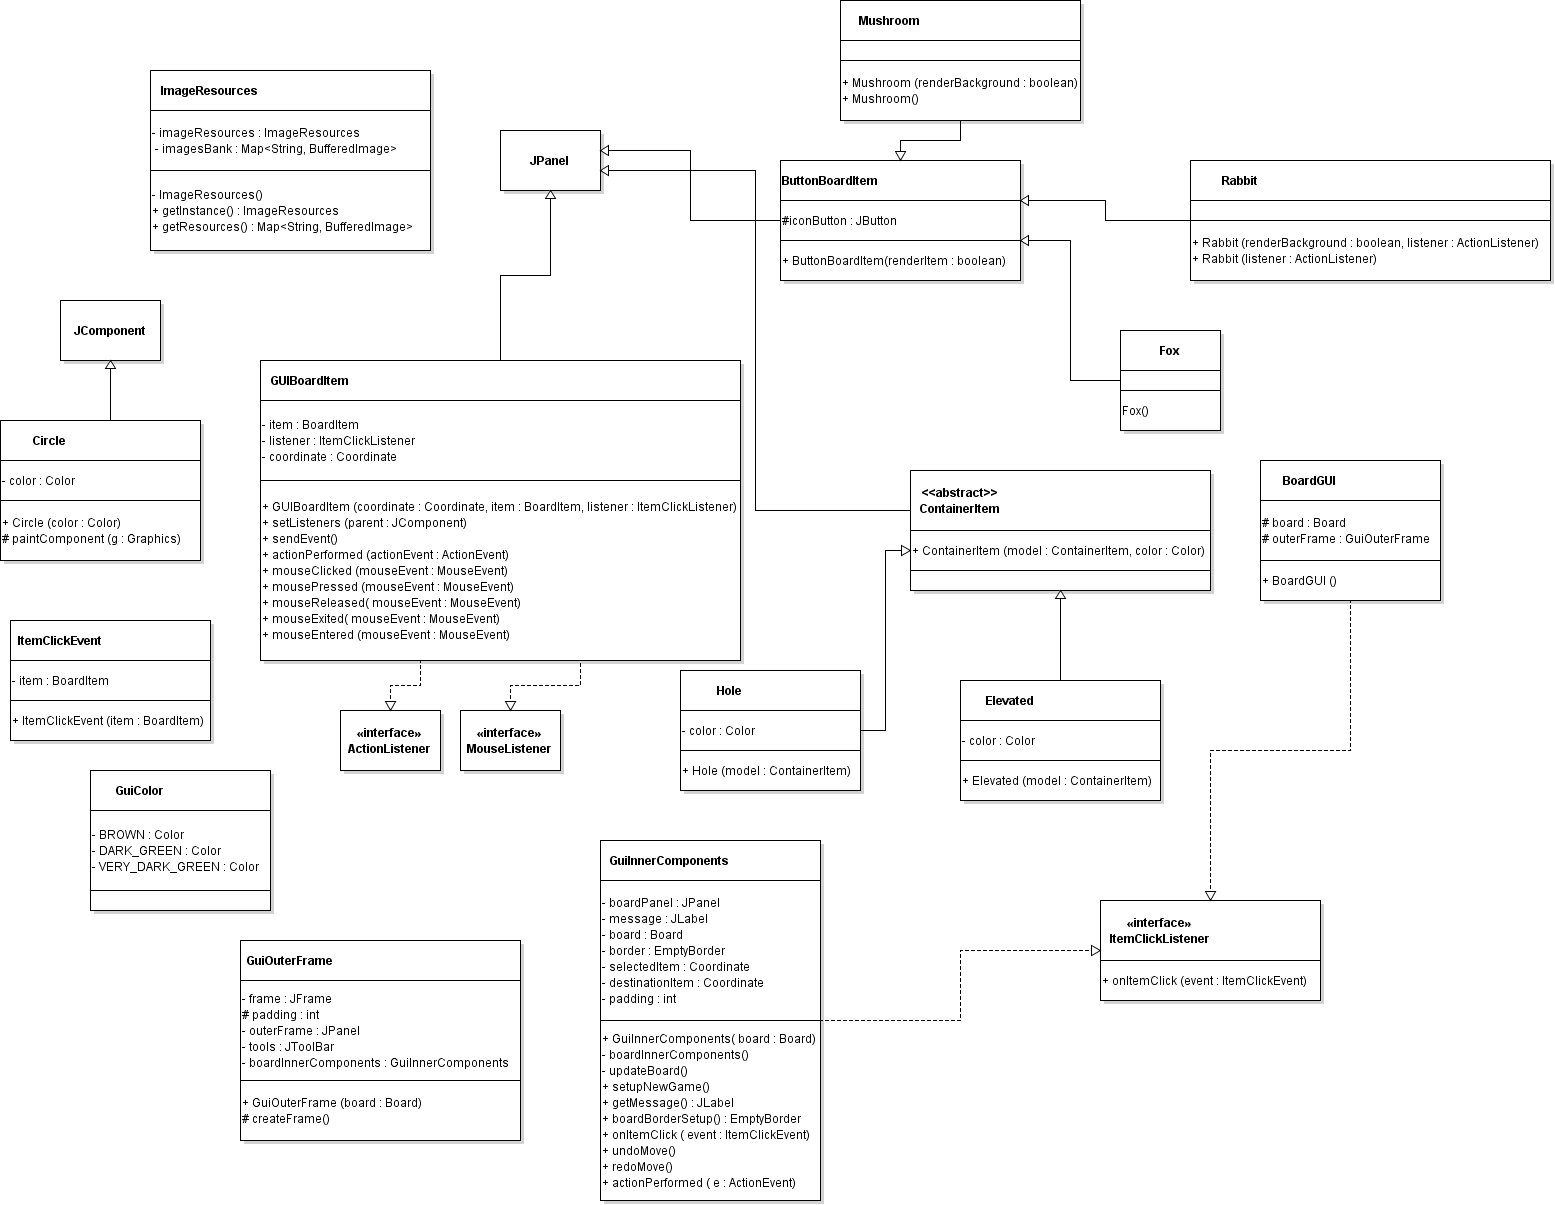 Mushroom
+ Mushroom (renderBackground : boolean)
+ Mushroom()
ImageResources
- imageResources : ImageResources
- imagesBank : Map<String, BufferedImage>
- ImageResources()
+ getInstance() : ImageResources
+ getResources() : Map<String, BufferedImage>
JPanel
ButtonBoardItem
#iconButton : JButton
+ ButtonBoardItem(renderItem : boolean)
Rabbit
+ Rabbit (renderBackground : boolean, listener : ActionListener)
+ Rabbit (listener : ActionListener)
JComponent
Fox
Fox()
GUIBoardItem
- item : BoardItem
- listener : ItemClickListener
- coordinate : Coordinate
+ GUIBoardItem (coordinate : Coordinate, item : BoardItem, listener : ItemClickListener)
+ setListeners (parent : JComponent)
+ sendEvent()
+ actionPerformed (actionEvent : ActionEvent)
+ mouseClicked (mouseEvent : MouseEvent)
+ mousePressed (mouseEvent : MouseEvent)
+ mouseReleased( mouseEvent : MouseEvent)
+ mouseExited( mouseEvent : MouseEvent)
+ mouseEntered (mouseEvent : MouseEvent)
Circle
- color : Color
+ Circle (color : Color)
# paintComponent (g : Graphics)
<<abstract>>
ContainerItem
+ ContainerItem (model : ContainerItem, color : Color)
BoardGUI
# board : Board
# outerFrame : GuiOuterFrame
+ BoardGUI ()
ItemClickEvent
- item : BoardItem
+ ItemClickEvent (item : BoardItem)
«interface»
ActionListener
«interface»
MouseListener
Hole
- color : Color
+ Hole (model : ContainerItem)
Elevated
- color : Color
+ Elevated (model : ContainerItem)
GuiColor
- BROWN : Color
- DARK_GREEN : Color
- VERY_DARK_GREEN : Color
GuiInnerComponents
- boardPanel : JPanel
- message : JLabel
- board : Board
- border : EmptyBorder
- selectedItem : Coordinate
- destinationItem : Coordinate
- padding : int
+ GuiInnerComponents( board : Board)
- boardInnerComponents()
- updateBoard()
+ setupNewGame()
+ getMessage() : JLabel
+ boardBorderSetup() : EmptyBorder
+ onItemClick ( event : ItemClickEvent)
+ undoMove()
+ redoMove()
+ actionPerformed ( e : ActionEvent)
«interface»
ItemClickListener
+ onItemClick (event : ItemClickEvent)
GuiOuterFrame
- frame : JFrame
# padding : int
- outerFrame : JPanel
- tools : JToolBar
- boardInnerComponents : GuiInnerComponents
+ GuiOuterFrame (board : Board)
# createFrame()